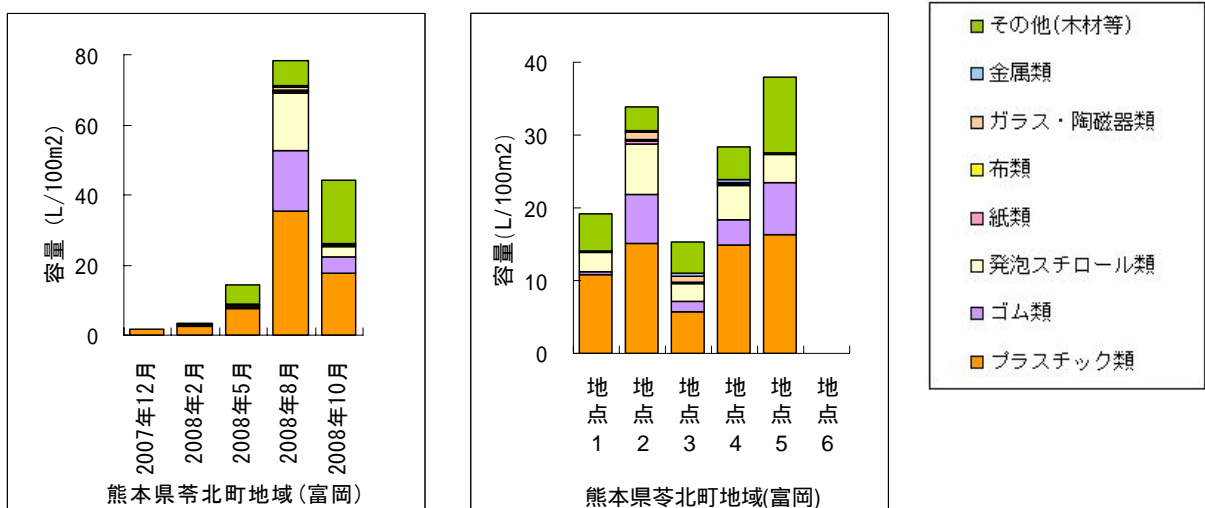 容量 (L/100m2)
80
60
40
20
0
2007年12月
2008年2月
2008年5月
2008年8月
2008年10月
熊本県苓北町地域(富岡)
容量(L/100m2)
40
30
20
10
0
地点1
地点2
地点3
地点4
地点5
地点6
熊本県苓北町地域(富岡)
その他(木材等)
金属類
ガラス・陶磁器類
布類
紙類
発泡スチロール類
ゴム類
プラスチック類